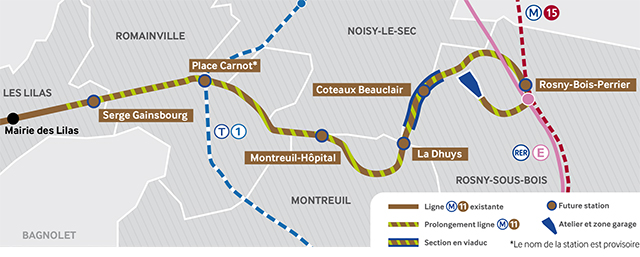 ROMAINVILLE
NOISY-LE-SEC
M 15
Place Carnot*
LES LILAS
Coteaux Beauclair
Rosny-Bois-Perrier
Serge Gainsbourg
Mairie des Lilas
T 1
Montreuil-Hôpital
La Dhuys
RER E
ROSNY-SOUS-BOIS
MONTREUIL
BAGNOLET
Ligne M 11 existante
Future station
Prolongement ligne M 11
Atelier et zone garage
Section en viaduc
*Le nom de la station est provisoire